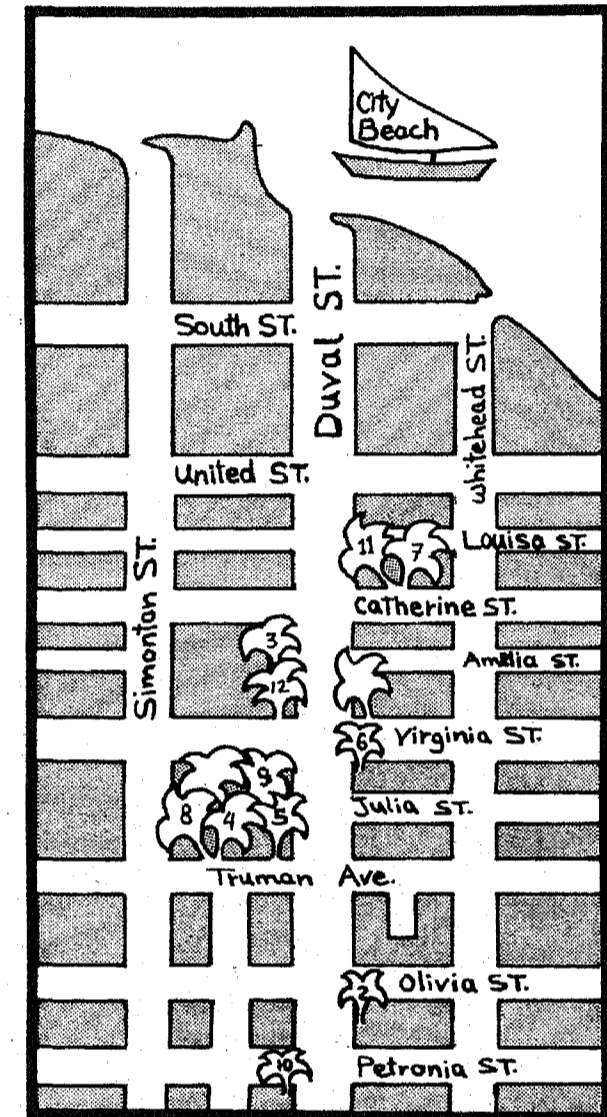 City
Beach
South ST.
Duval ST.
Whitehead ST.
United ST.
Simontan ST.
11
7
Louisa ST.
Catherine ST.
3
Amelia ST.
12
6
Virginia ST.
9
8
4
5
Julia ST.
Truman Ave.
2
Olivia ST.
10
Petronia ST.